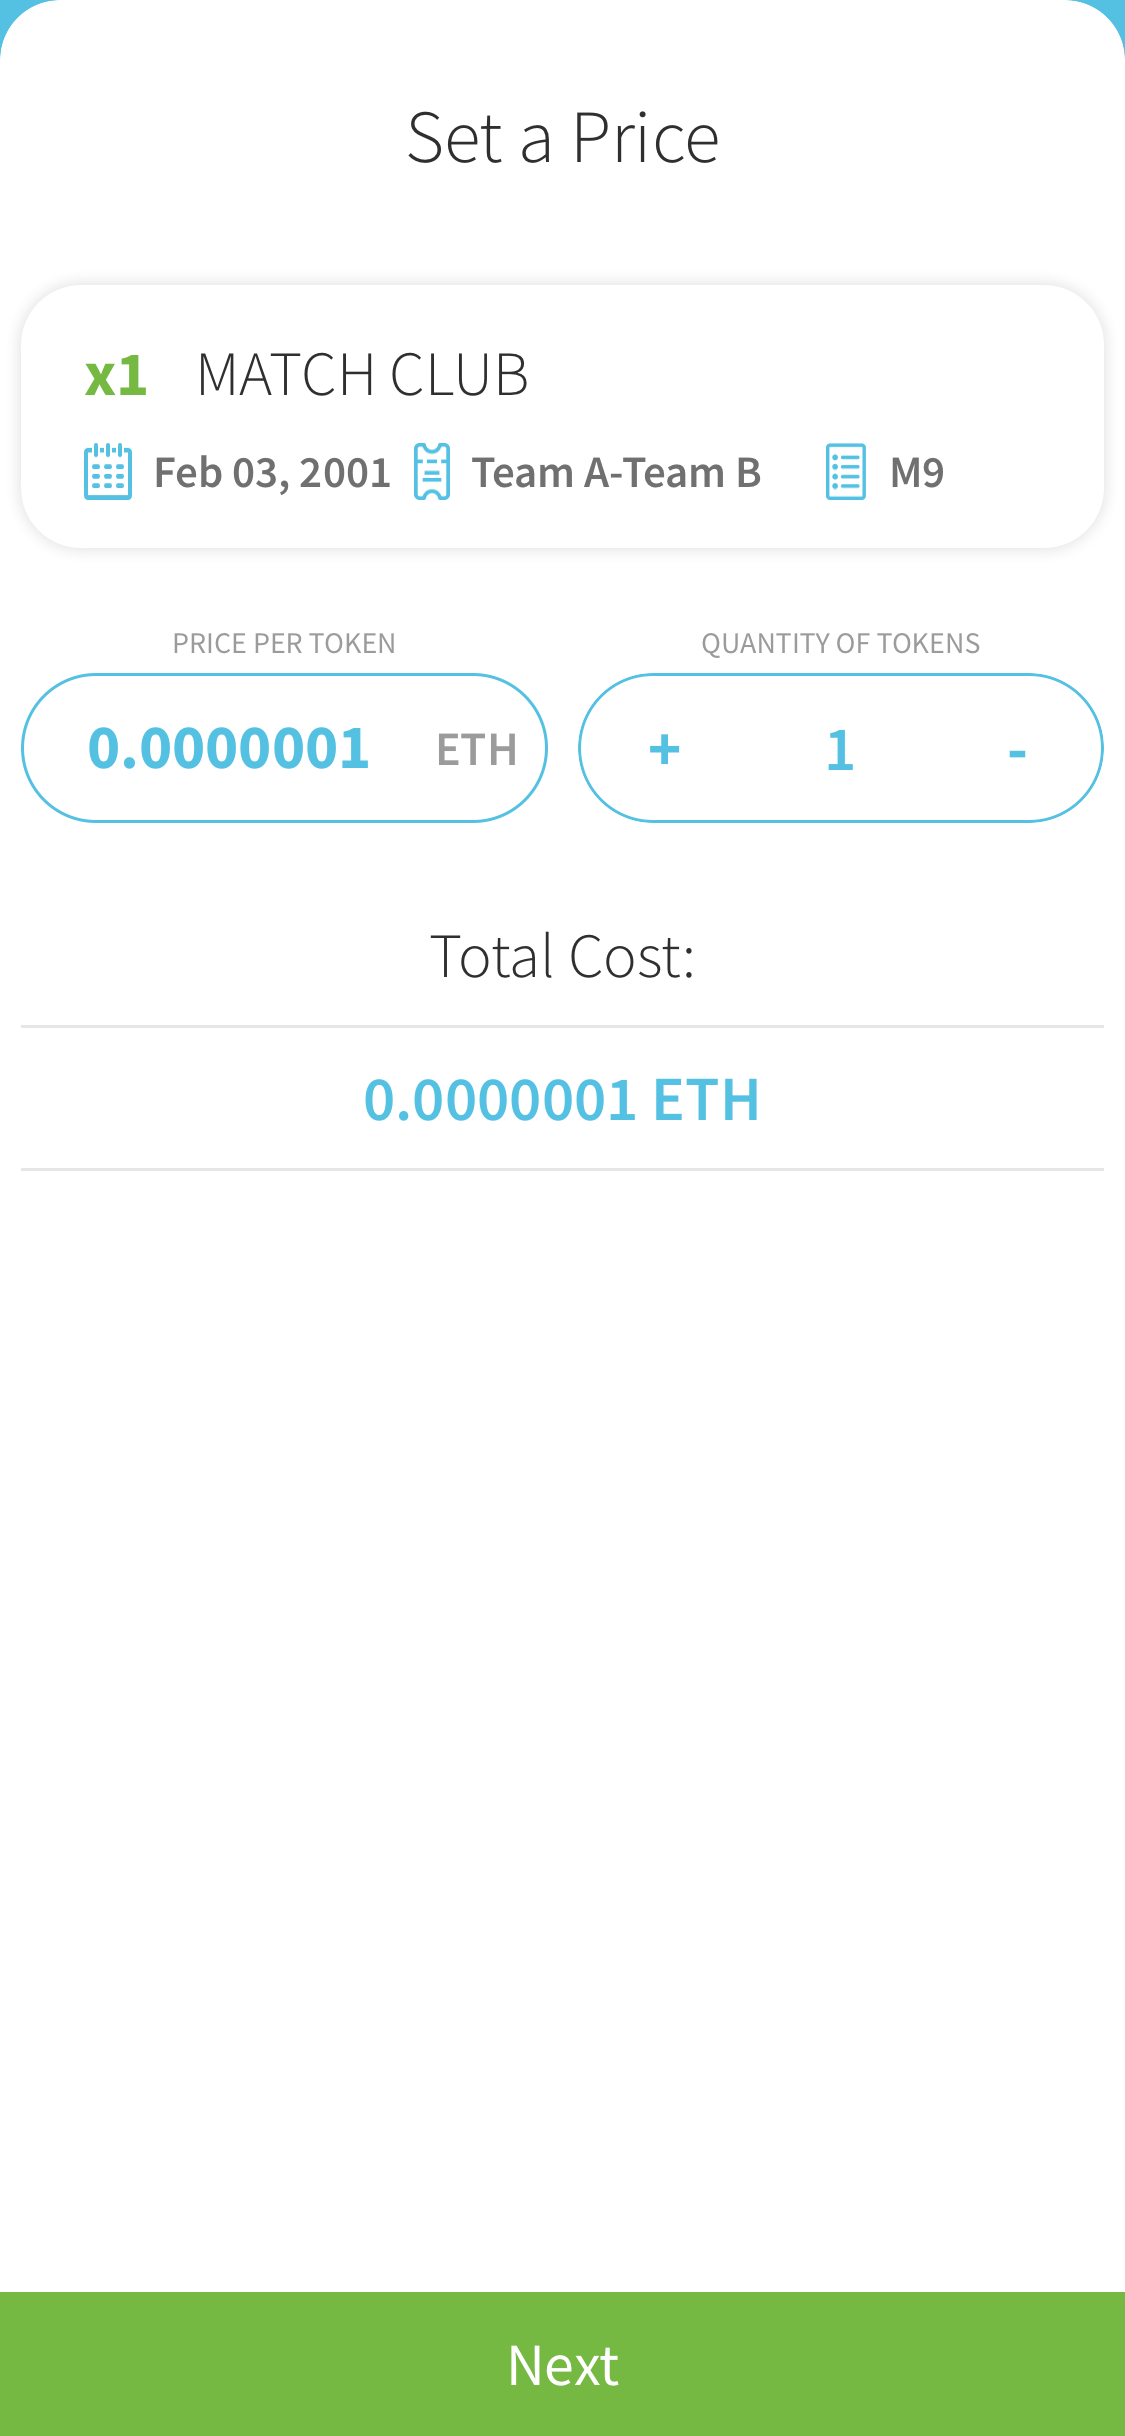 Set a Price
x1 MATCH CLUB
Feb 03, 2001 Team A-Team B M9
PRICE PER TOKEN QUANTITY OF TOKENS
0.0000001 ETH + 1 -
Total Cost:
0.0000001 ETH
Next